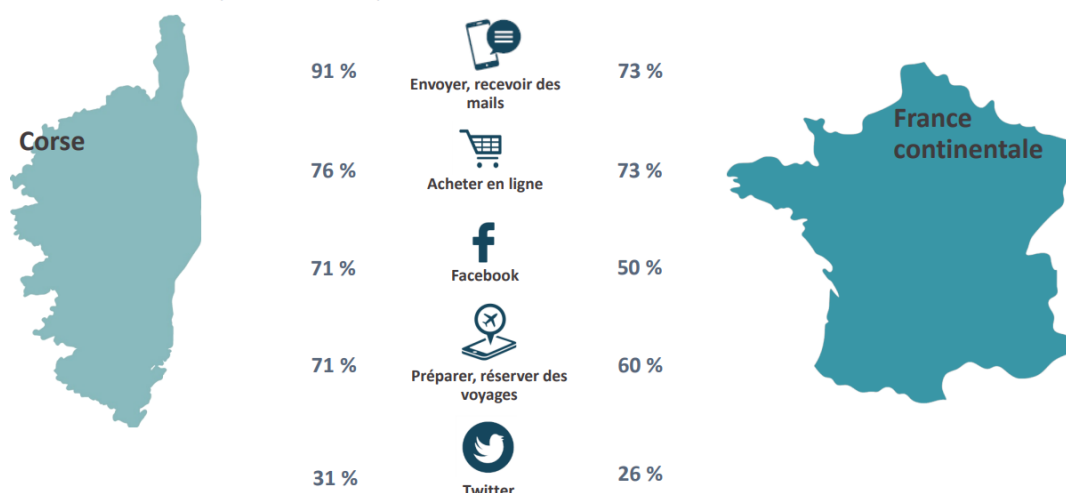 91 %
Envoyer, recevoir des
mails
73 %
Corse
France
continentale
76 %
Acheter en ligne
73 %
71 %
Facebook
50 %
71 %
Préparer, réserver des
voyages
60 %
31 %
Twitter
26 %